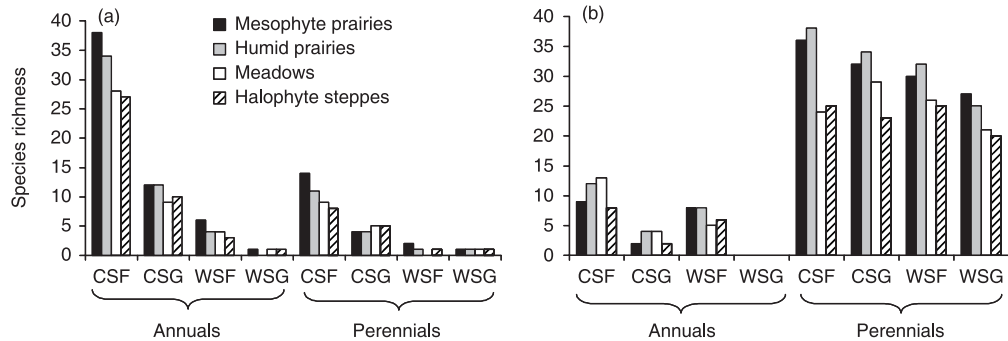 (a)
Mesophyte prairies
Humid prairies
Meadows
Halophyte steppes
Species richness
40
35
30
25
20
15
10
5
0
CSF CSG WSF WSG CSF CSG WSF WSG
Annuals Perennials
(b)
40
35
30
25
20
15
10
5
0
CSF CSG WSF WSG CSF CSG WSF WSG
Annuals Perennials